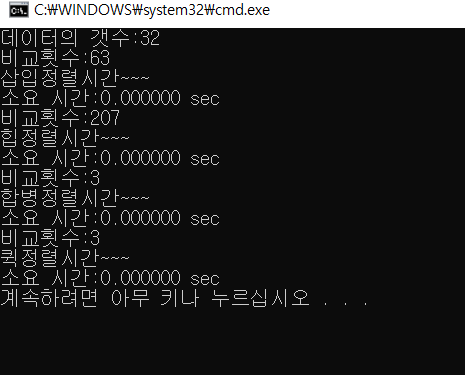 C:₩WINDOWS₩system32₩cmd.exe
데이터의 갯수:32
비교횟수:63
삽입정렬시간~~~
소요 시간:0.000000 sec
비교횟수:207
힙정렬시간~~~
소요 시간:0.000000 sec
비교횟수:3
합병정렬시간~~~
소요 시간:0.000000 sec
비교횟수:3
퀵정렬시간~~~
소요 시간:0.000000 sec
계속하려면 아무 키나 누르십시오 . . .